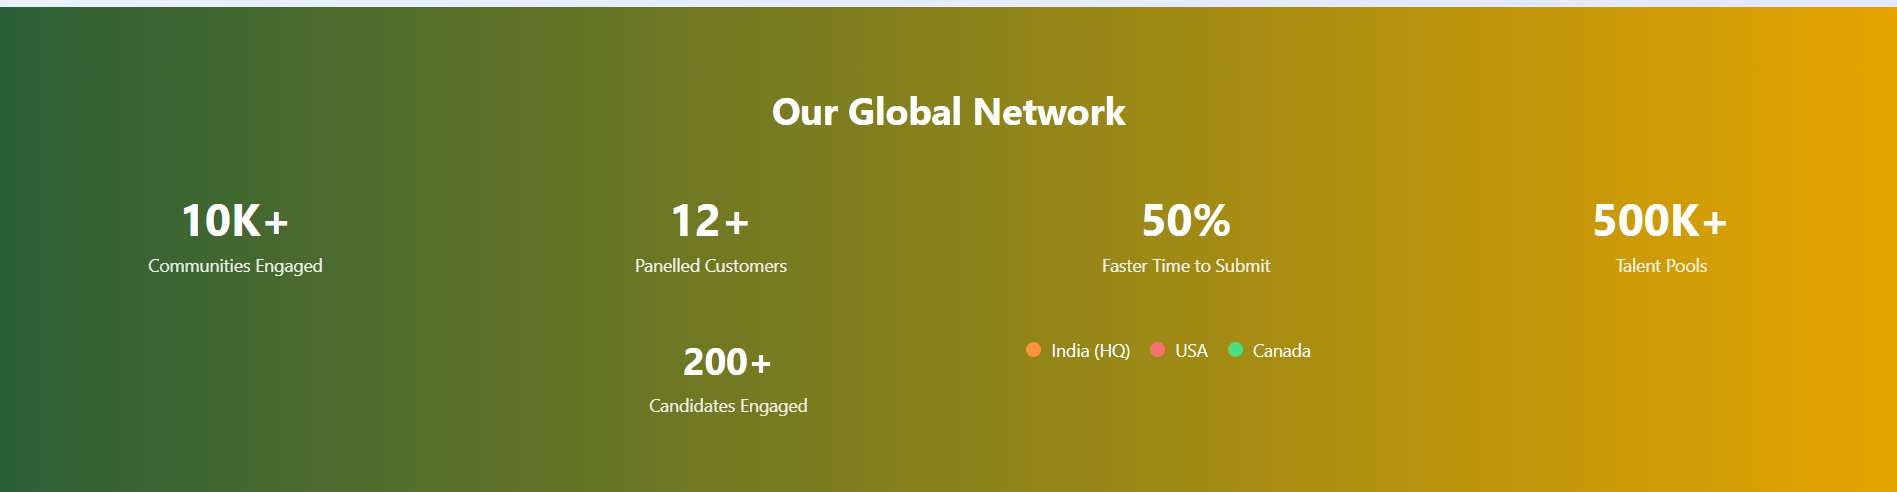 Our Global Network
10K+
Communities Engaged
12+
Panelled Customers
50%
Faster Time to Submit
500K+
Talent Pools
200+
Candidates Engaged
India (HQ) USA Canada